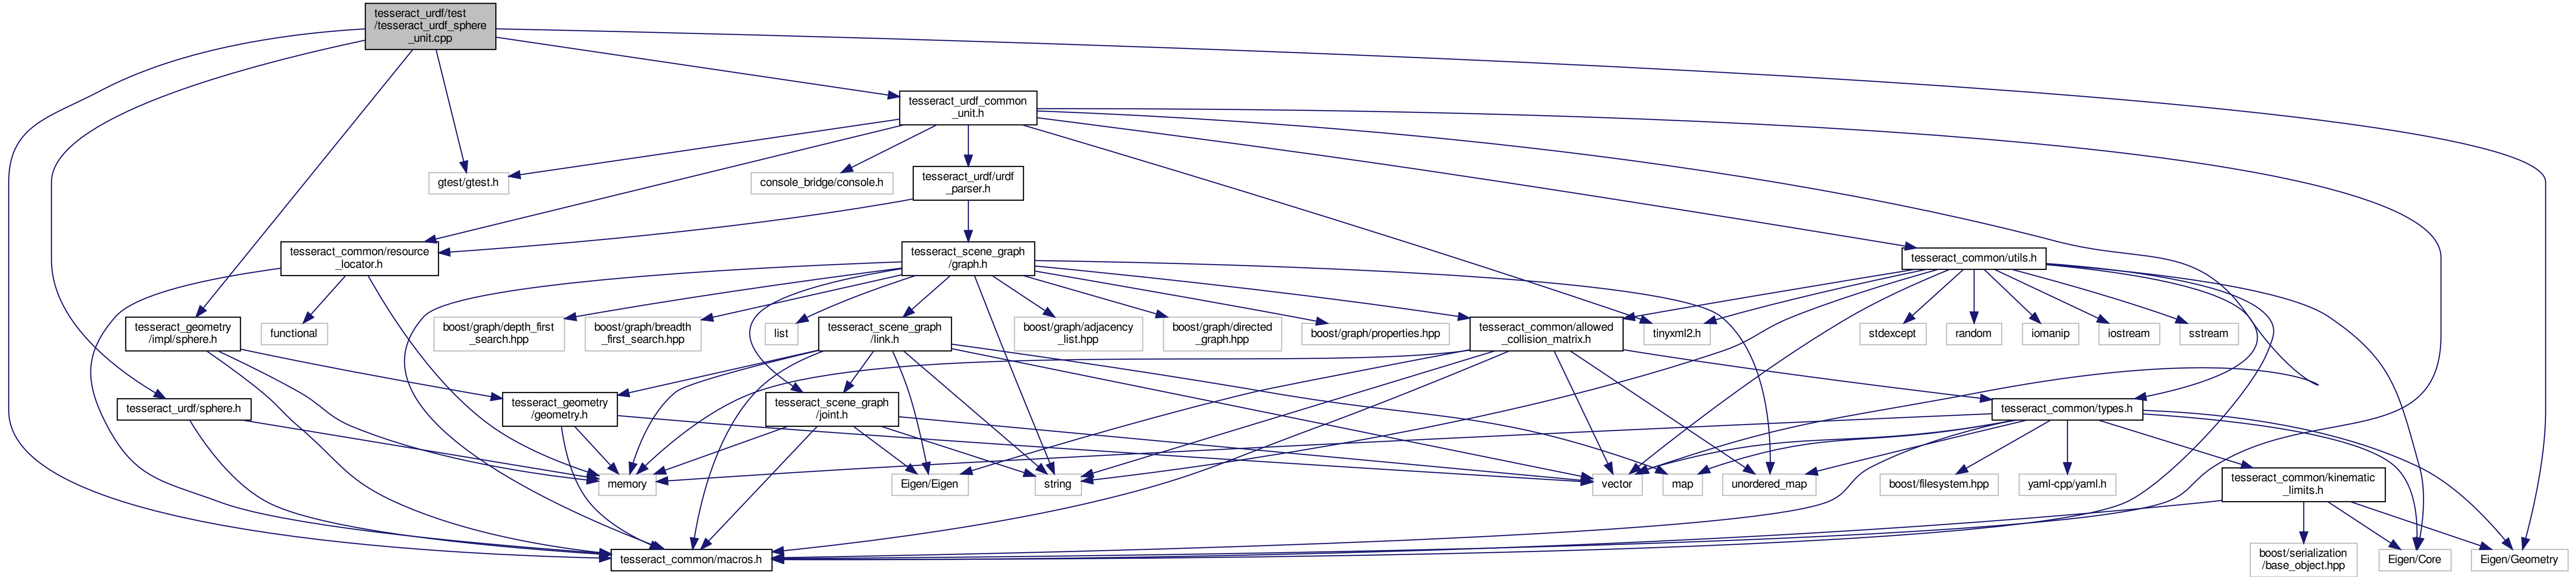 tesseract_urdf/test
/tesseract_urdf_sphere
_unit.cpp
tesseract_urdf_common
_unit.h
gtest/gtest.h
console_bridge/console.h
tesseract_urdf/urdf
_parser.h
tesseract_common/resource
_locator.h
tesseract_scene_graph
/graph.h
tesseract_common/utils.h
tesseract_geometry
/impl/sphere.h
functional
boost/graph/depth_first
_search.hpp
boost/graph/breadth
_first_search.hpp
list
tesseract_scene_graph
/link.h
boost/graph/adjacency
_list.hpp
boost/graph/directed
_graph.hpp
boost/graph/properties.hpp
tesseract_common/allowed
_collision_matrix.h
tinyxml2.h
stdexcept
random
iomanip
iostream
sstream
tesseract_urdf/sphere.h
tesseract_geometry
/geometry.h
tesseract_scene_graph
/joint.h
tesseract_common/types.h
memory
Eigen/Eigen
string
vector
map
unordered_map
boost/filesystem.hpp
yaml-cpp/yaml.h
tesseract_common/kinematic
_limits.h
tesseract_common/macros.h
boost/serialization
/base_object.hpp
Eigen/Core
Eigen/Geometry